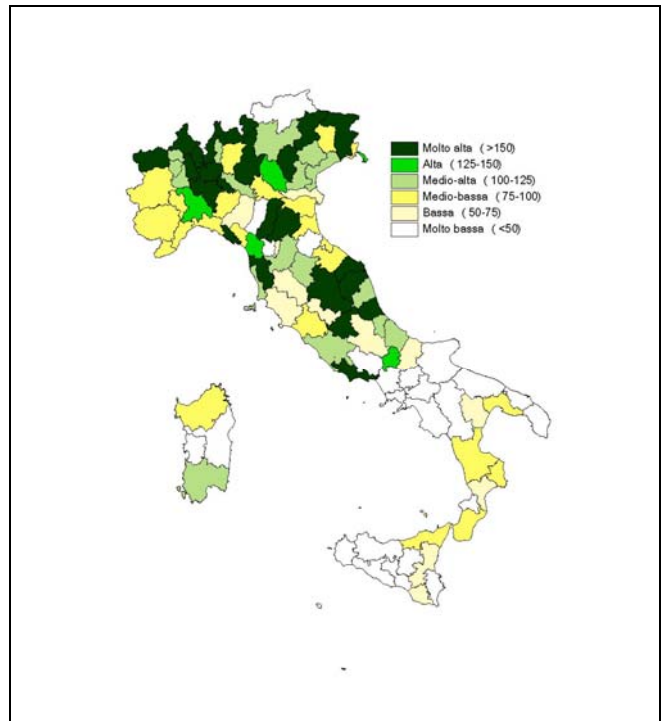 Molto alta (>150)
Alta (125-150)
Medio-alta (100-125)
Medio-bassa (75-100)
Bassa (50-75)
Molto bassa (<50)